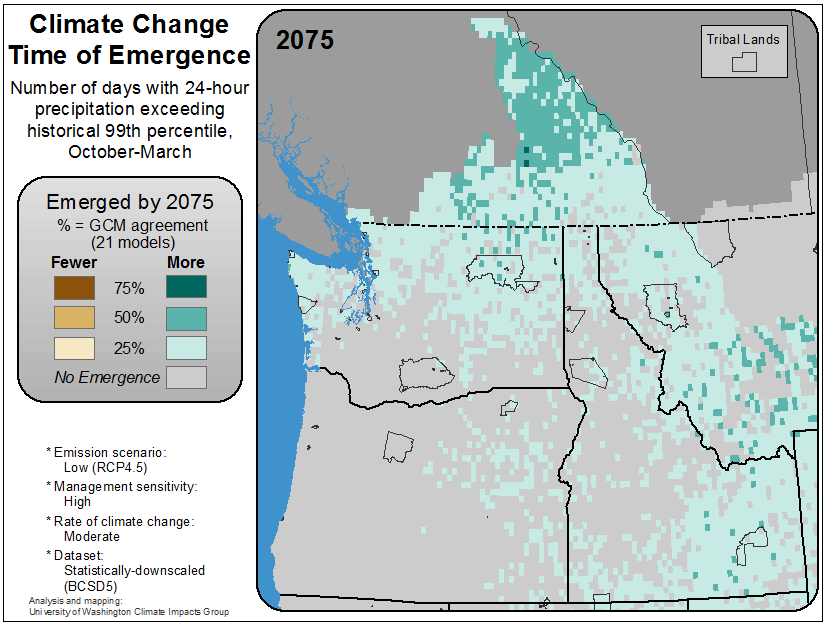 Climate Change
Time of Emergence
Number of days with 24-hour
precipitation exceeding
historical 99th percentile,
October-March
Emerged by 2075
% = GCM agreement
(21 models)
Fewer More
75%
50%
25%
No Emergence
* Emission scenario:
Low (RCP4.5)
* Management sensitivity:
High
* Rate of climate change:
Moderate
* Dataset:
Statistically-downscaled
(BCSD5)
Analysis and mapping:
University of Washington Climate Impacts Group
2075
Tribal Lands